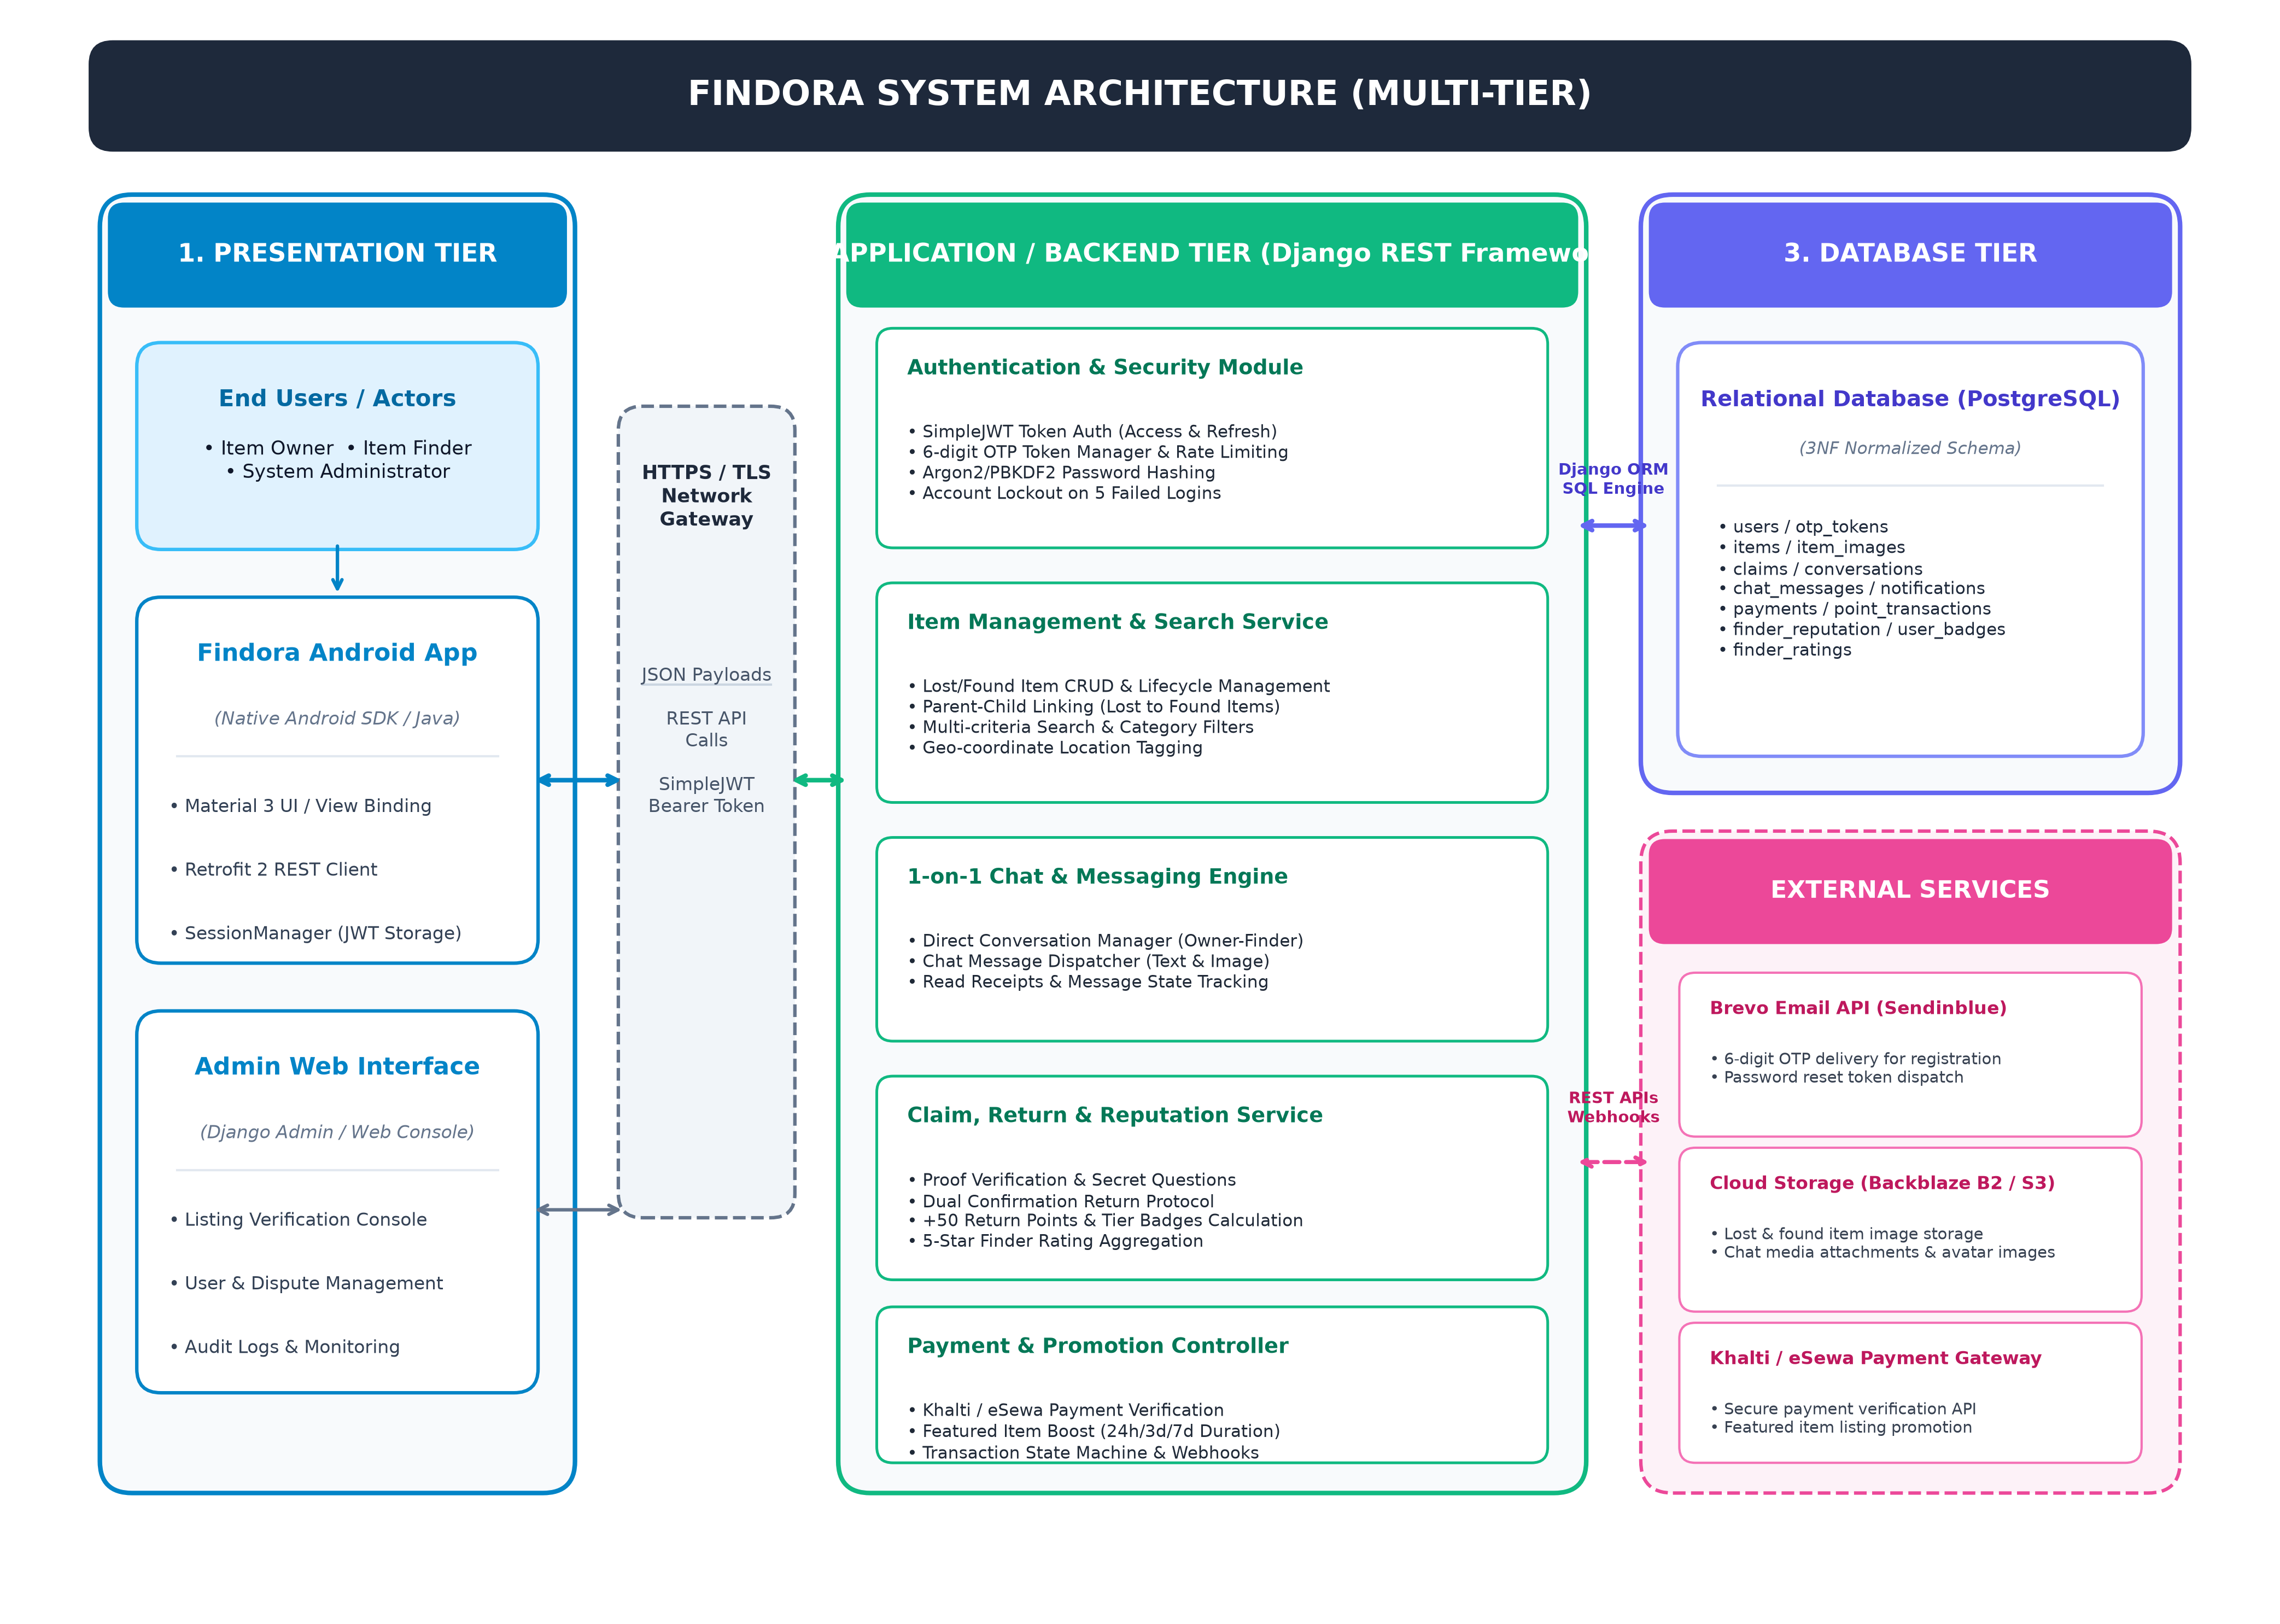 FINDORA SYSTEM ARCHITECTURE (MULTI-TIER)
1. PRESENTATION TIER
End Users / Actors
• Item Owner • Item Finder
• System Administrator
Findora Android App
(Native Android SDK / Java)
• Material 3 UI / View Binding
• Retrofit 2 REST Client
• SessionManager (JWT Storage)
Admin Web Interface
(Django Admin / Web Console)
• Listing Verification Console
• User & Dispute Management
• Audit Logs & Monitoring
HTTPS / TLS
Network
Gateway
JSON Payloads
REST API
Calls
SimpleJWT
Bearer Token
APPLICATION / BACKEND TIER (Django REST Framewo
Authentication & Security Module
• SimpleJWT Token Auth (Access & Refresh)
• 6-digit OTP Token Manager & Rate Limiting
• Argon2/PBKDF2 Password Hashing
• Account Lockout on 5 Failed Logins
Item Management & Search Service
• Lost/Found Item CRUD & Lifecycle Management
• Parent-Child Linking (Lost to Found Items)
• Multi-criteria Search & Category Filters
• Geo-coordinate Location Tagging
1-on-1 Chat & Messaging Engine
• Direct Conversation Manager (Owner-Finder)
• Chat Message Dispatcher (Text & Image)
• Read Receipts & Message State Tracking
Claim, Return & Reputation Service
• Proof Verification & Secret Questions
• Dual Confirmation Return Protocol
• +50 Return Points & Tier Badges Calculation
• 5-Star Finder Rating Aggregation
Payment & Promotion Controller
• Khalti / eSewa Payment Verification
• Featured Item Boost (24h/3d/7d Duration)
• Transaction State Machine & Webhooks
Django ORM
SQL Engine
REST APIs
Webhooks
3. DATABASE TIER
Relational Database (PostgreSQL)
(3NF Normalized Schema)
• users / otp_tokens
• items / item_images
• claims / conversations
• chat_messages / notifications
• payments / point_transactions
• finder_reputation / user_badges
• finder_ratings
EXTERNAL SERVICES
Brevo Email API (Sendinblue)
• 6-digit OTP delivery for registration
• Password reset token dispatch
Cloud Storage (Backblaze B2 / S3)
• Lost & found item image storage
• Chat media attachments & avatar images
Khalti / eSewa Payment Gateway
• Secure payment verification API
• Featured item listing promotion